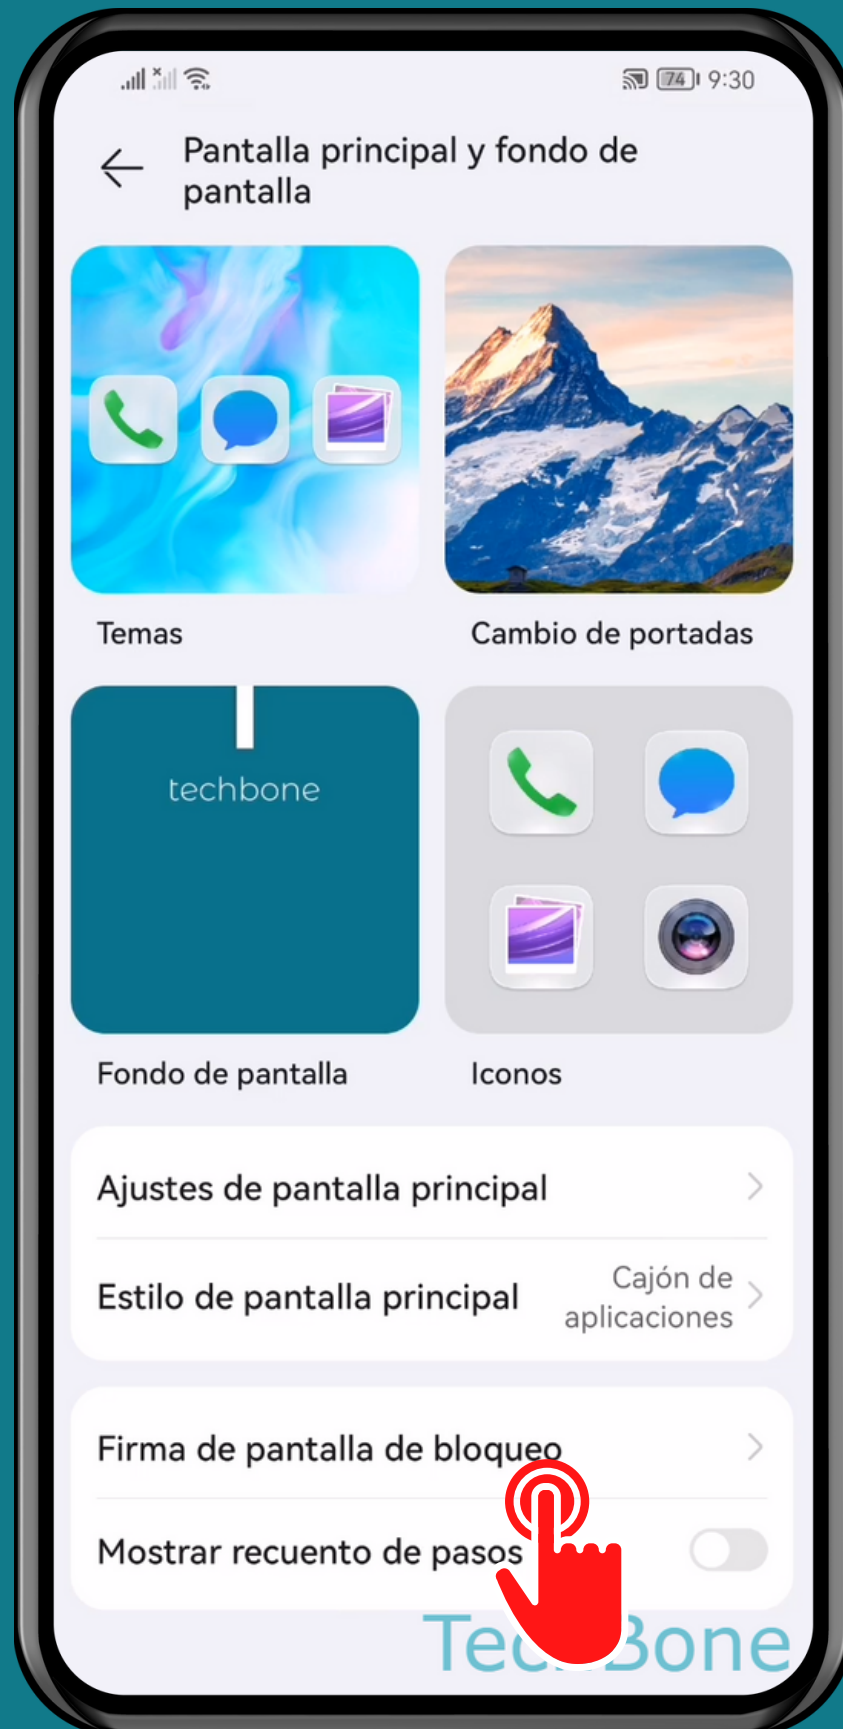 74 9:30
Pantalla principal y fondo de
pantalla
Temas
Cambio de portadas
techbone
Fondo de pantalla
Iconos
Ajustes de pantalla principal
Estilo de pantalla principal
Cajón de
aplicaciones
Firma de pantalla de bloqueo
Mostrar recuento de pasos
TechBone